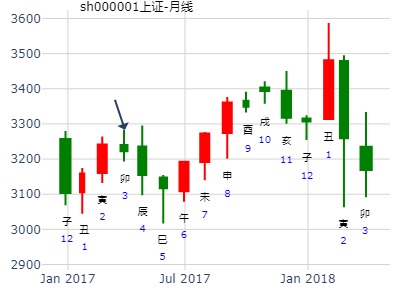 sh000001上证-月线
3600
3500
3400
3300
3200
3100
3000
2900
子
12
丑
1
寅
2
卯
3
辰
4
巳
5
午
6
未
7
申
8
酉
9
戌
10
亥
11
子
12
丑
1
寅
2
卯
3
Jan 2017
Jul 2017
Jan 2018